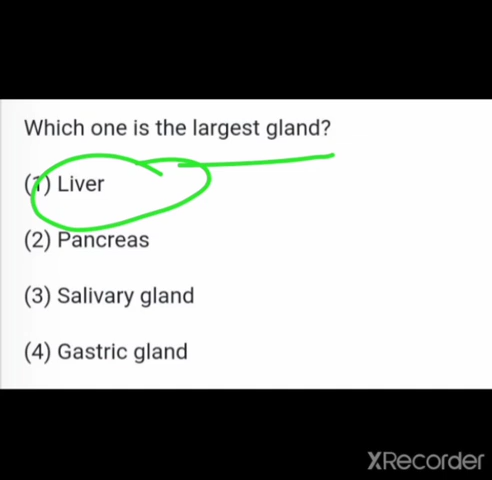 Which one is the largest gland?
(1) Liver
(2) Pancreas
(3) Salivary gland
(4) Gastric gland
XRecorder